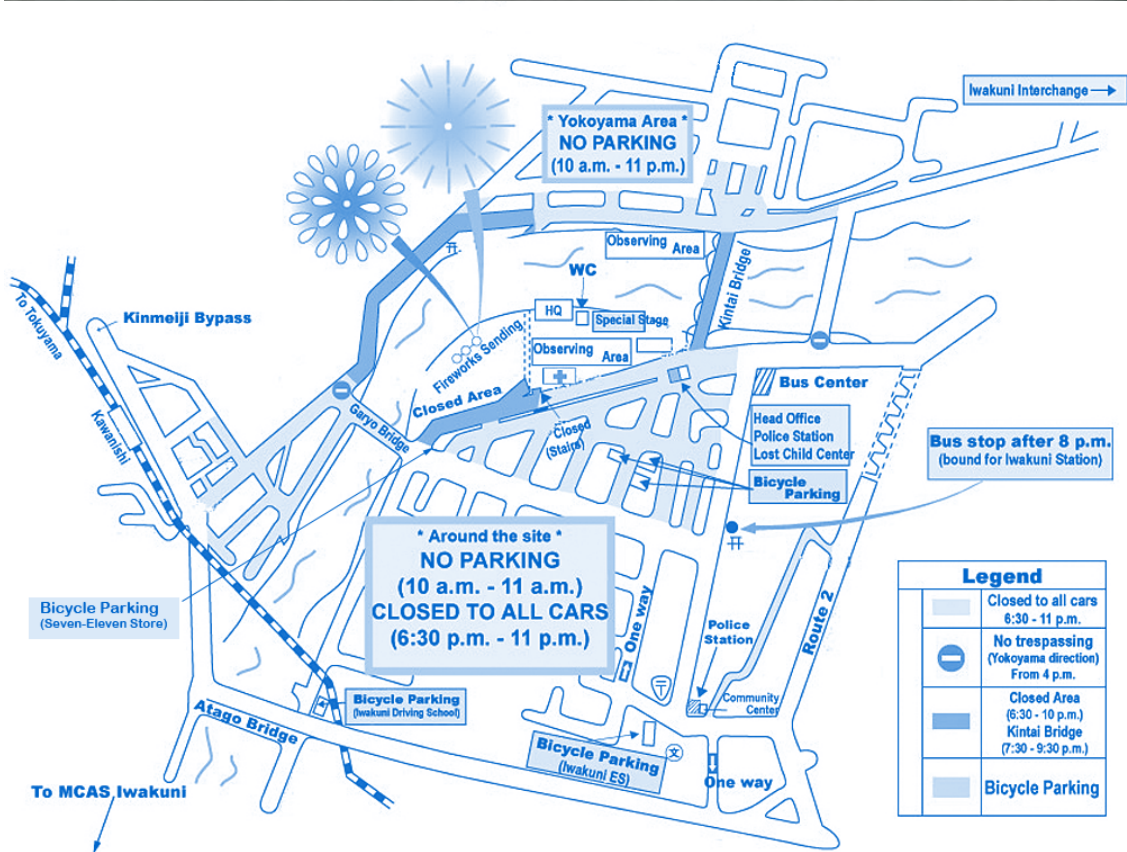 Iwakuni Interchange
* Yokoyama Area *
NO PARKING
(10 a.m. - 11 p.m.)
Observing
Area
Kintai Bridge
WC
HQ
Special Stage
To Tokuyama
Kinmeiji Bypass
Fireworks Sending
Observing
Area
Closed Area
Bus Center
Kawanishi
Garyo Bridge
Closed
(Stairs)
Head Office
Police Station
Lost Child Center
Bus stop after 8 p.m.
(bound for Iwakuni Station)
Bicycle
Parking
* Around the site *
NO PARKING
(10 a.m. - 11 a.m.)
CLOSED TO ALL CARS
(6:30 p.m. - 11 p.m.)
Bicycle Parking
(Seven-Eleven Store)
One way
Police
Station
Route 2
Community
Center
Bicycle Parking
(Iwakuni Driving School)
Atago Bridge
Bicycle Parking
(Iwakuni ES)
文
One way
To MCAS Iwakuni
Legend
Closed to all cars
6:30 - 11 p.m.
No trespassing
(Yokoyama direction)
From 4 p.m.
Closed Area
(6:30 - 10 p.m.)
Kintai Bridge
(7:30 - 9:30 p.m.)
Bicycle Parking